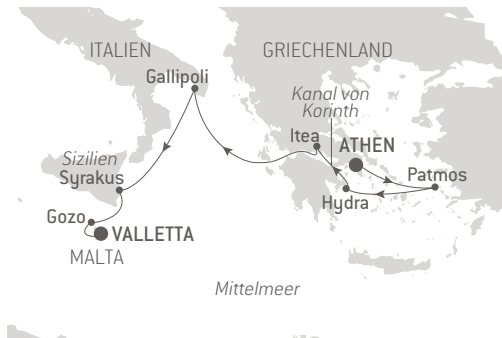 ITALIEN
GRIECHENLAND
Gallipoli
Kanal von
Korinth
Itea
ATHEN
Sizilien
Syrakus
Patmos
Hydra
Gozo
VALLETTA
MALTA
Mittelmeer